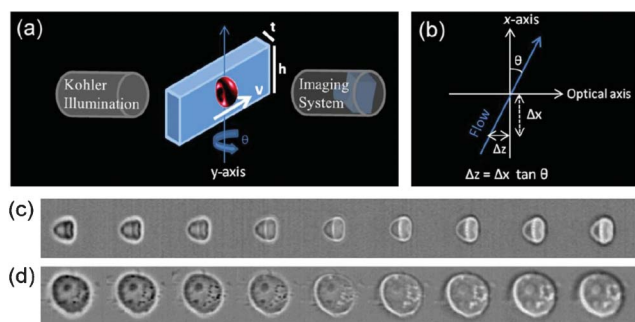 (a)
t
h
Kohler
Illumination
v
Imaging
System
θ
y-axis
(b)
x-axis
θ
Optical axis
Flow
Δx
Δz
Δz = Δx tan θ
(c)
(d)